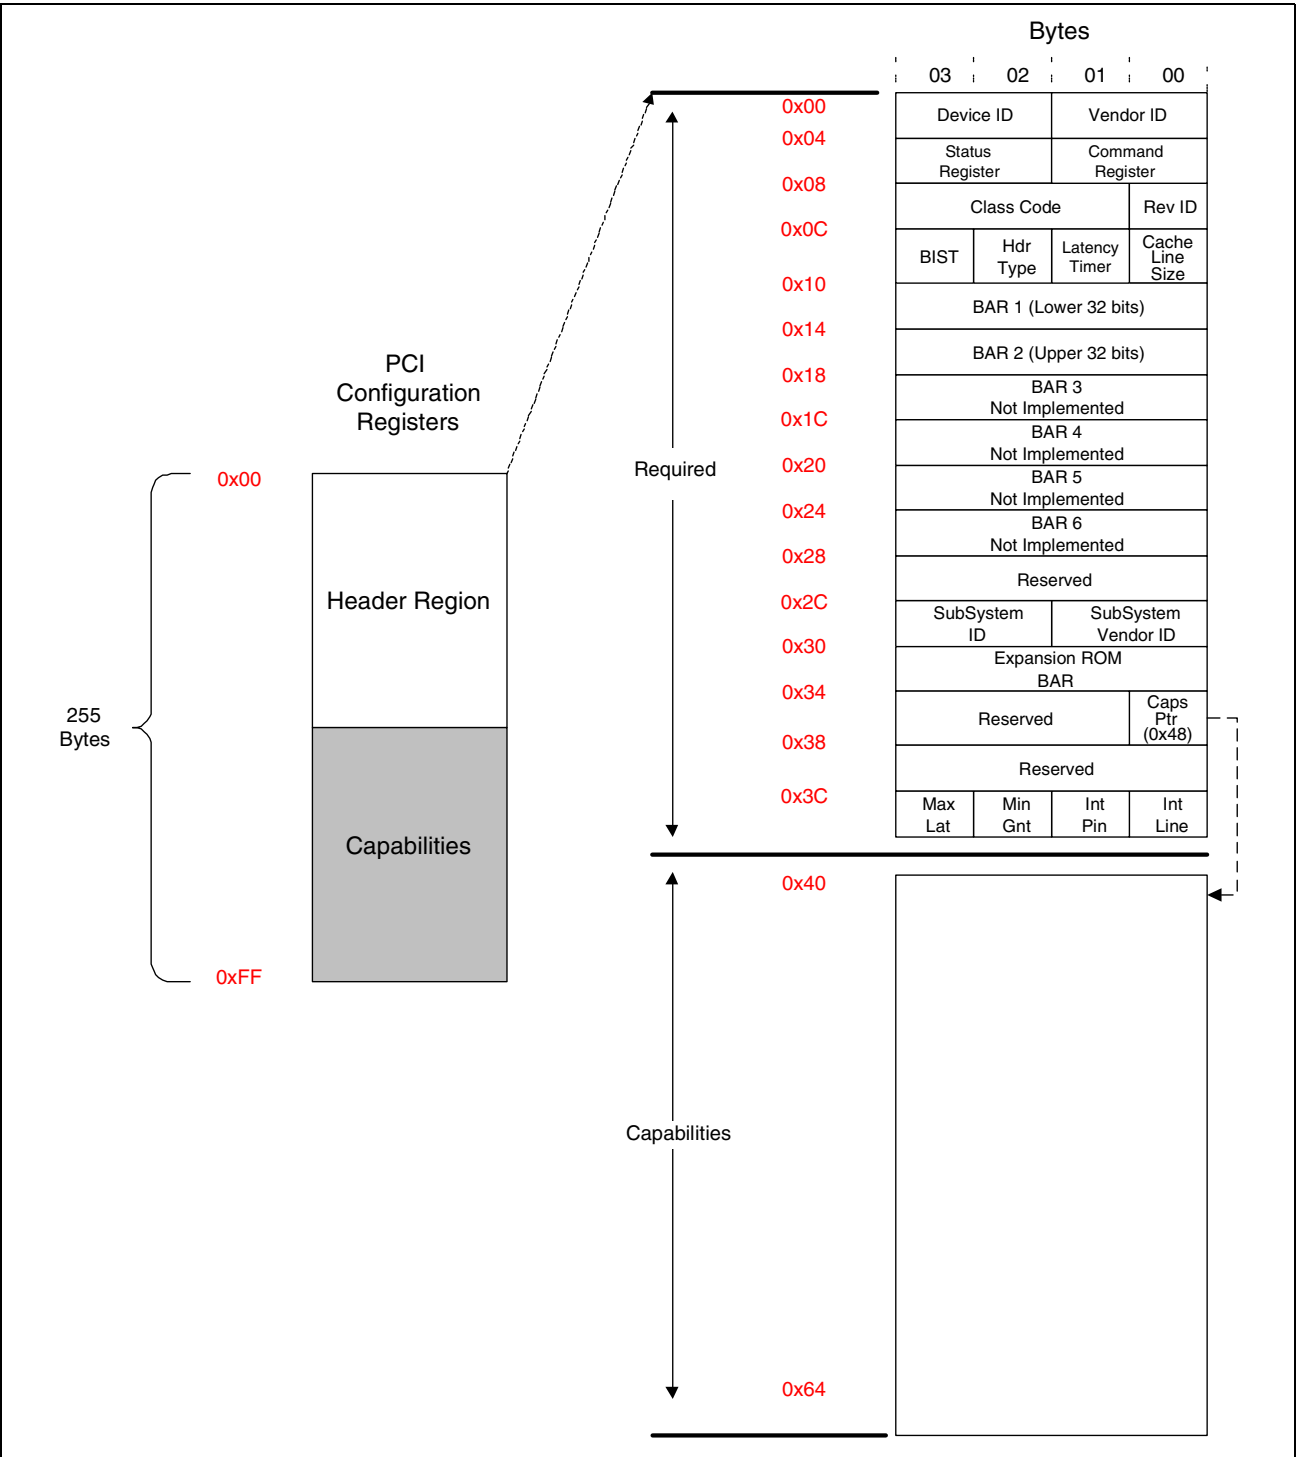 Bytes
03 02 01 00
0x00
Device ID Vendor ID
0x04
Status
Register
Command
Register
0x08
Class Code Rev ID
0x0C
BIST
Hdr
Type
Latency
Timer
Cache
Line
Size
0x10
BAR 1 (Lower 32 bits)
0x14
BAR 2 (Upper 32 bits)
0x18
BAR 3
Not Implemented
0x1C
BAR 4
Not Implemented
0x20
BAR 5
Not Implemented
0x24
BAR 6
Not Implemented
0x28
Reserved
0x2C
SubSystem
ID
SubSystem
Vendor ID
0x30
Expansion ROM
BAR
0x34
Reserved
Caps
Ptr
(0x48)
0x38
Reserved
0x3C
Max
Lat
Min
Gnt
Int
Pin
Int
Line
Required
0x40
Capabilities
0x64
PCI
Configuration
Registers
0x00
Header Region
255
Bytes
Capabilities
0xFF